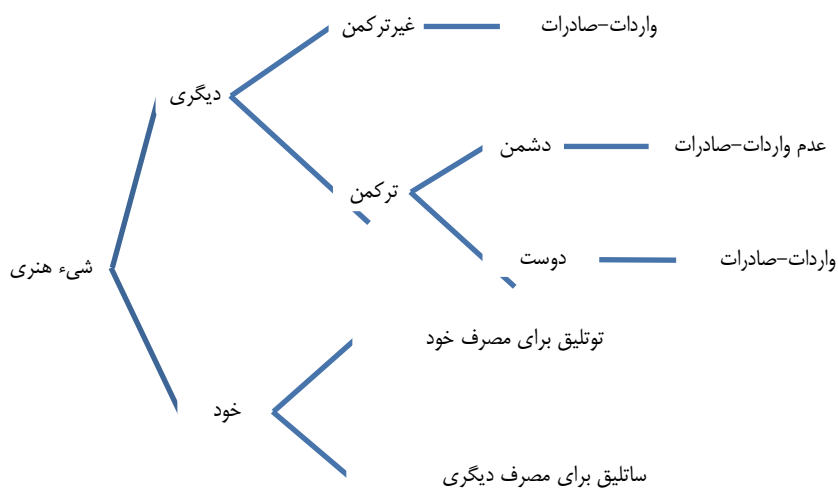 غیرترکمن
واردات–صادرات
دیگری
دشمن
عدم واردات–صادرات
ترکمن
دوست
واردات–صادرات
شیء هنری
توتلیق برای مصرف خود
خود
ساتلیق برای مصرف دیگری